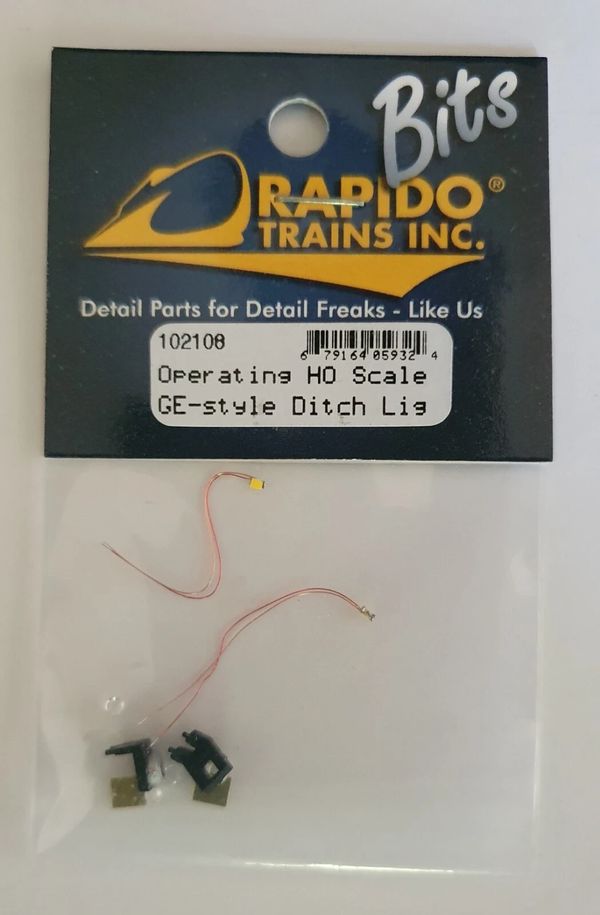 Bits
RAPIDO®
TRAINS INC.
Detail Parts for Detail Freaks - Like Us
102108
6 79164 05932 4
Operating HO Scale
GE-style Ditch Lig